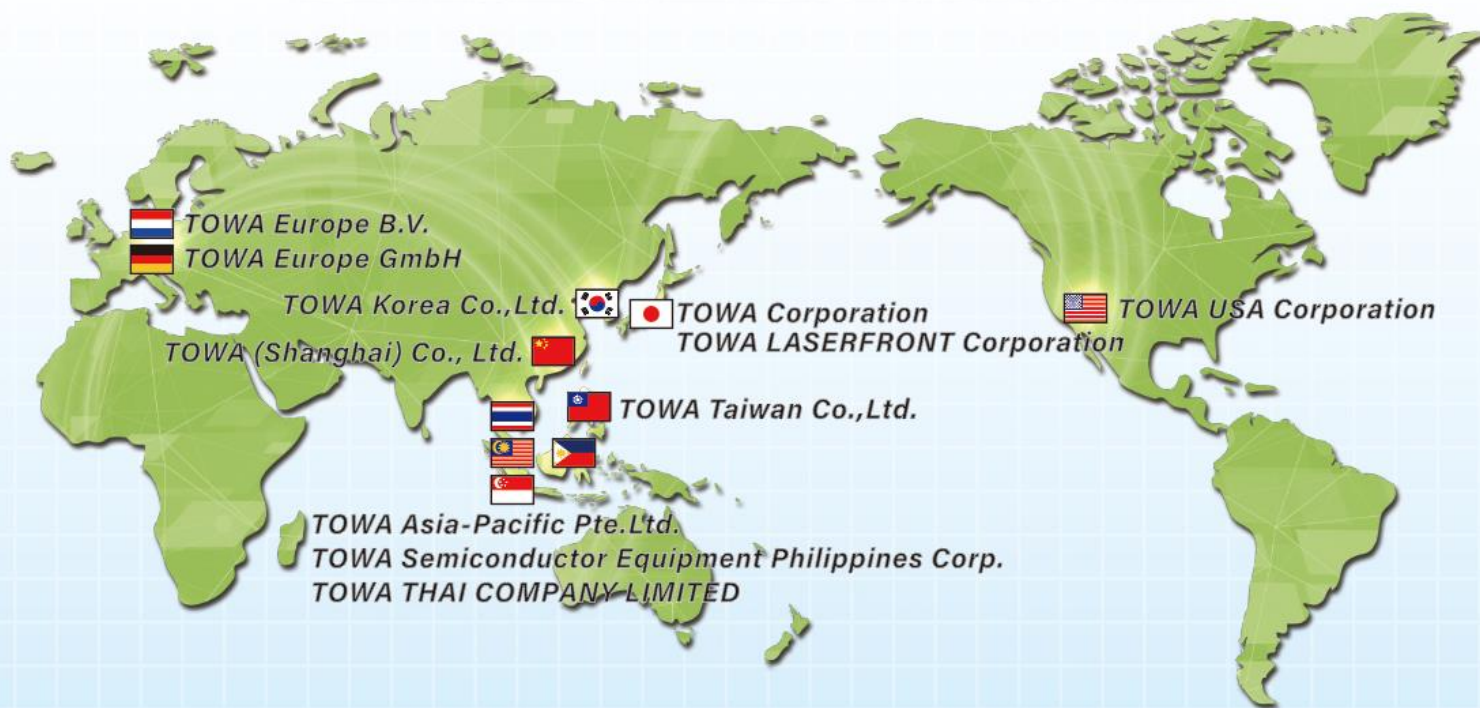 TOWA Europe B.V.
TOWA Europe GmbH
TOWA Korea Co.,Ltd.
TOWA Corporation
TOWA LASERFRONT Corporation
TOWA USA Corporation
TOWA (Shanghai) Co., Ltd.
TOWA Taiwan Co.,Ltd.
TOWA Asia-Pacific Pte.Ltd.
TOWA Semiconductor Equipment Philippines Corp.
TOWA THAI COMPANY LIMITED